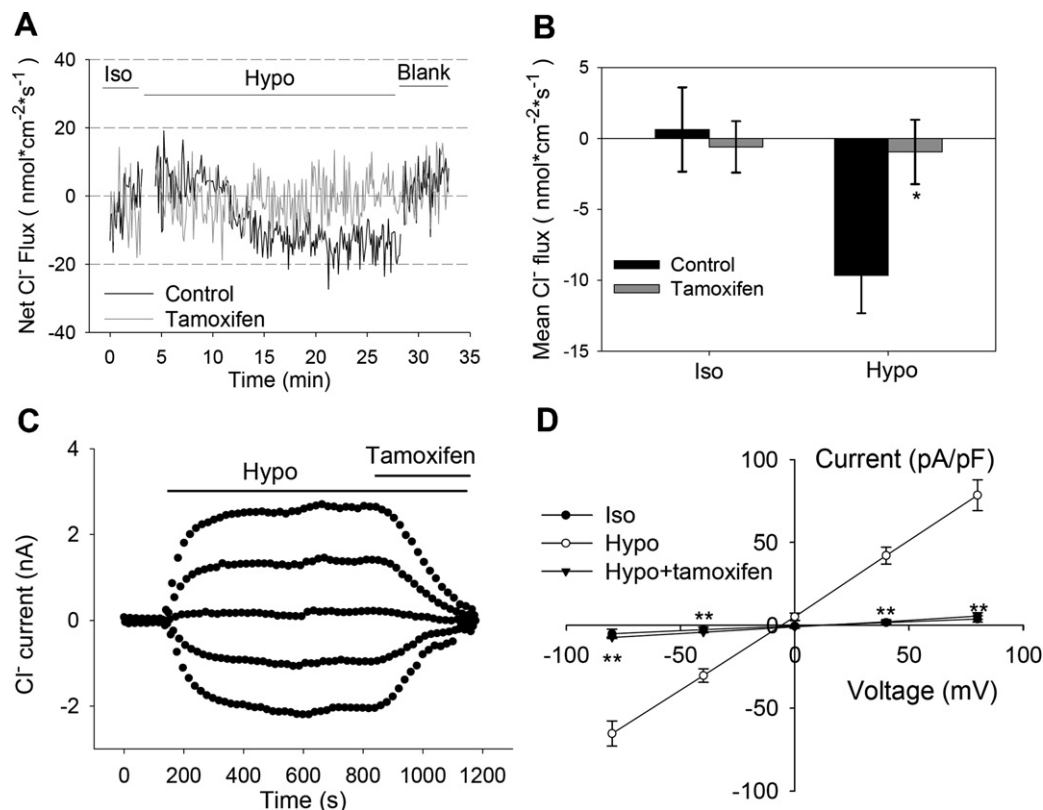 A
Net Cl⁻ Flux ( nmol*cm⁻²*s⁻¹)
40
20
0
-20
-40
Iso
Hypo
Blank
Control
Tamoxifen
0 5 10 15 20 25 30 35
Time (min)
B
Mean Cl⁻ flux ( nmol*cm⁻²*s⁻¹)
5
0
-5
-10
-15
*
Control
Tamoxifen
Iso Hypo
C
Cl⁻ current (nA)
4
2
0
-2
Hypo
Tamoxifen
0 200 400 600 800 1000 1200
Time (s)
D
Current (pA/pF)
100
50
0
-50
-100
Iso
Hypo
Hypo+tamoxifen
** ** ** **
-100 -50 0 50 100
Voltage (mV)